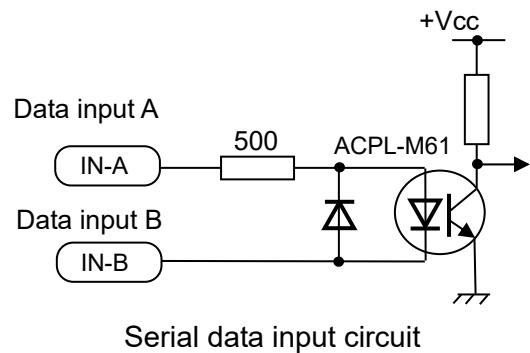 +Vcc
Data input A
500
ACPL-M61
IN-A
Data input B
IN-B
Serial data input circuit